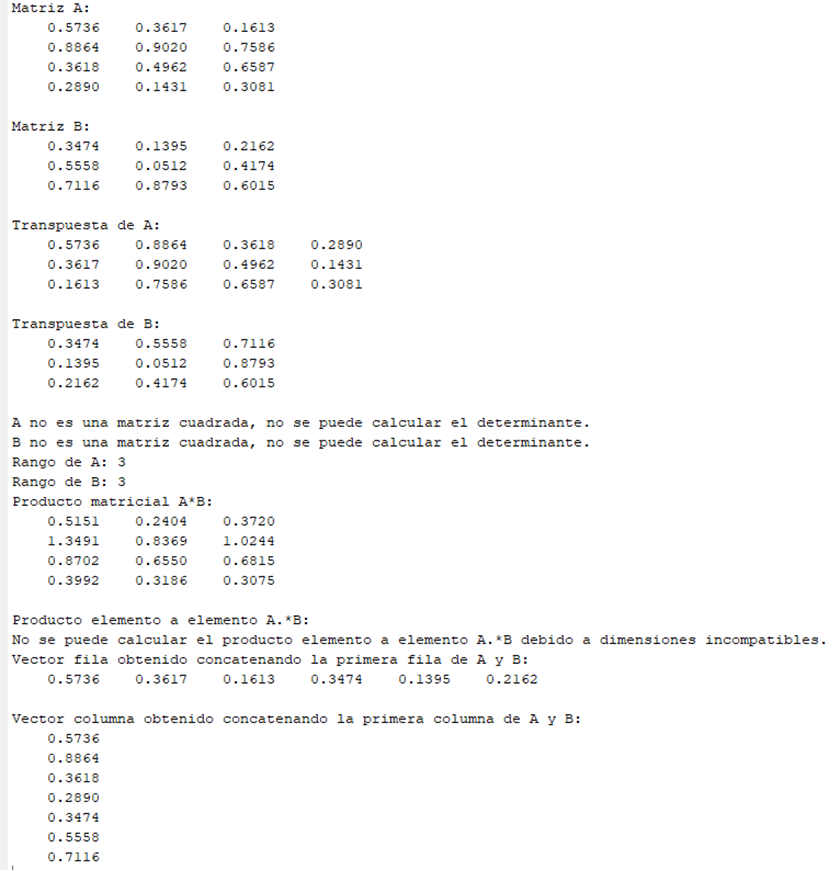 Matriz A:
0.5736 0.3617 0.1613
0.8864 0.9020 0.7586
0.3618 0.4962 0.6587
0.2890 0.1431 0.3081
Matriz B:
0.3474 0.1395 0.2162
0.5558 0.0512 0.4174
0.7116 0.8793 0.6015
Transpuesta de A:
0.5736 0.8864 0.3618 0.2890
0.3617 0.9020 0.4962 0.1431
0.1613 0.7586 0.6587 0.3081
Transpuesta de B:
0.3474 0.5558 0.7116
0.1395 0.0512 0.8793
0.2162 0.4174 0.6015
A no es una matriz cuadrada, no se puede calcular el determinante.
B no es una matriz cuadrada, no se puede calcular el determinante.
Rango de A: 3
Rango de B: 3
Producto matricial A*B:
0.5151 0.2404 0.3720
1.3491 0.8369 1.0244
0.8702 0.6550 0.6815
0.3992 0.3186 0.3075
Producto elemento a elemento A.*B:
No se puede calcular el producto elemento a elemento A.*B debido a dimensiones incompatibles.
Vector fila obtenido concatenando la primera fila de A y B:
0.5736 0.3617 0.1613 0.3474 0.1395 0.2162
Vector columna obtenido concatenando la primera columna de A y B:
0.5736
0.8864
0.3618
0.2890
0.3474
0.5558
0.7116